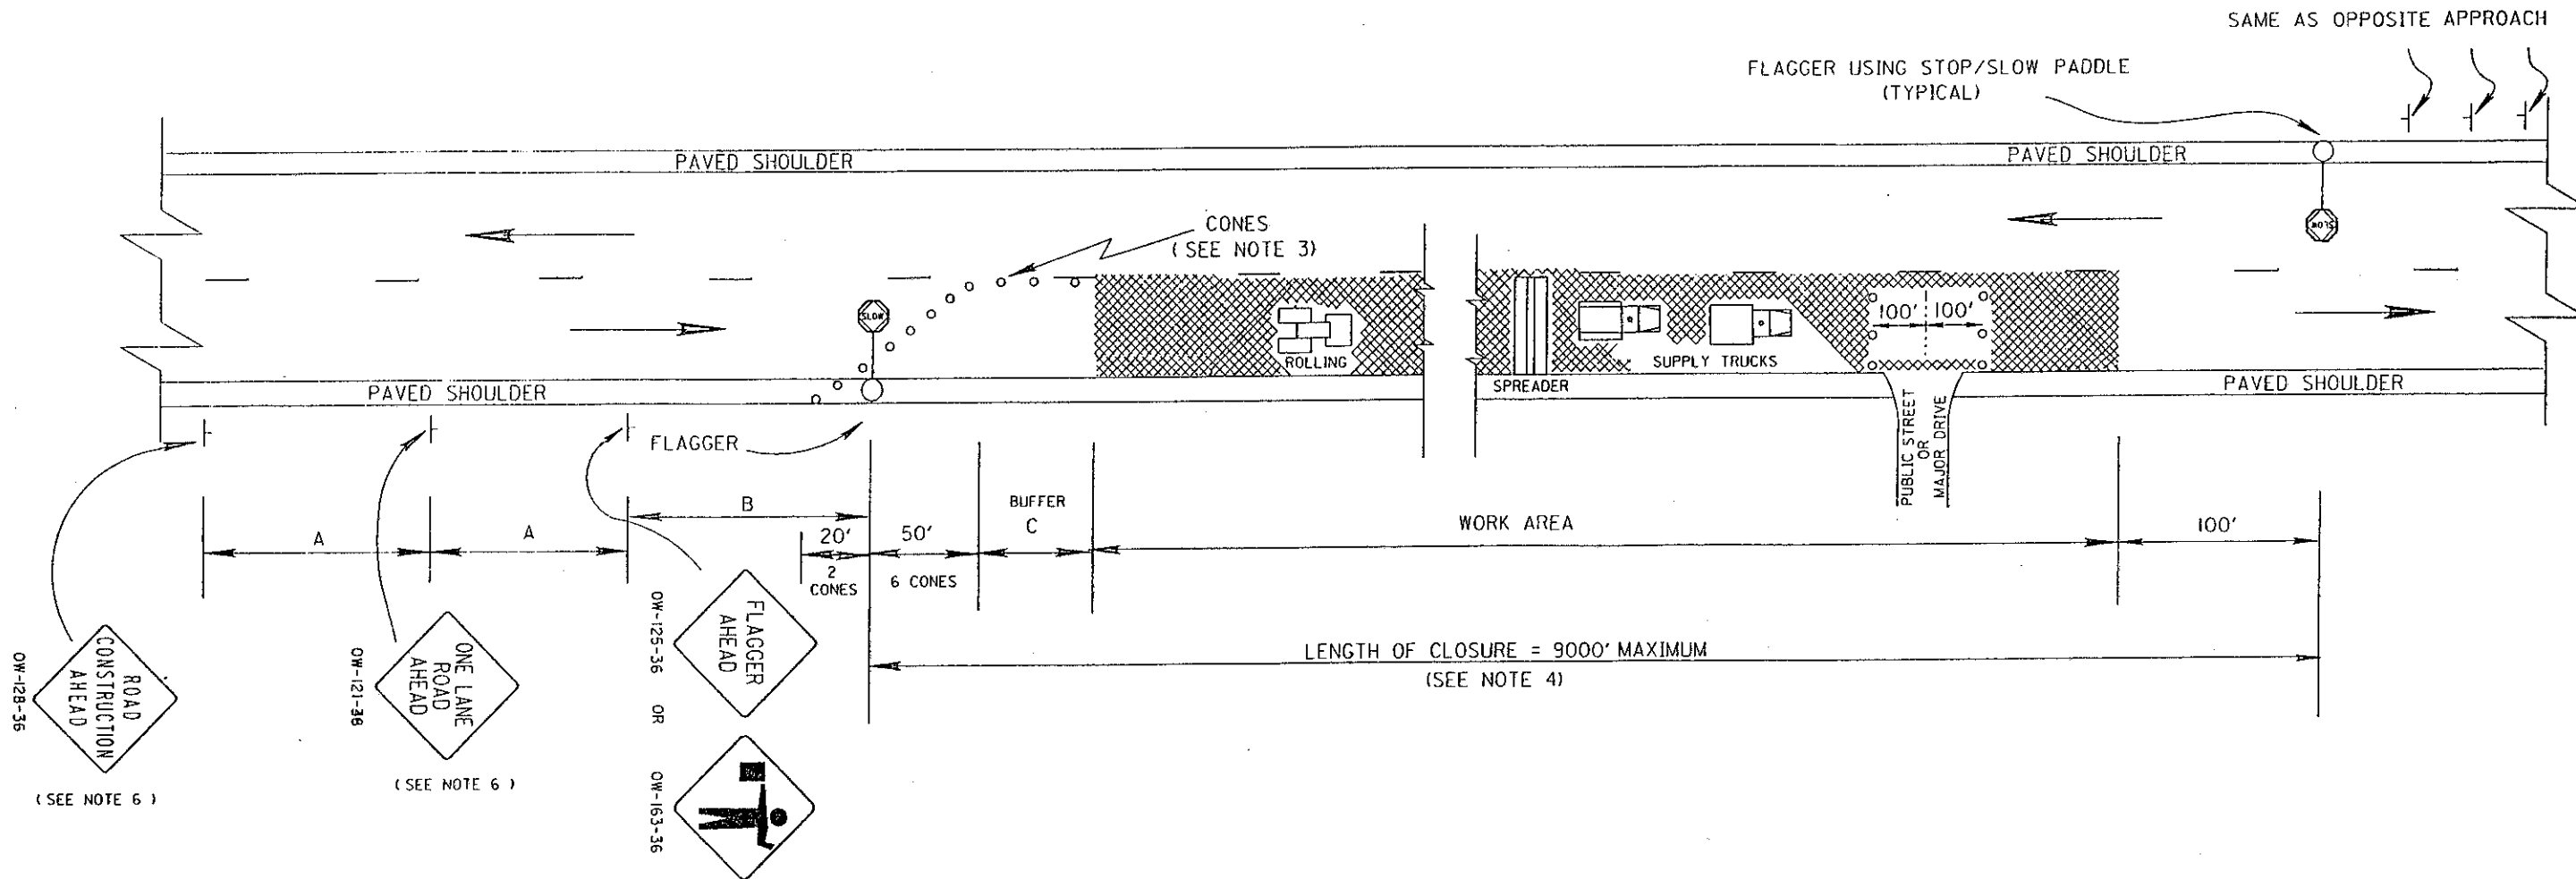 SAME AS OPPOSITE APPROACH
FLAGGER USING STOP/SLOW PADDLE
(TYPICAL)
PAVED SHOULDER
PAVED SHOULDER
CONES
(SEE NOTE 3)
SLOW
SLOW
100' 100'
ROLLING
SPREADER
SUPPLY TRUCKS
PAVED SHOULDER
PAVED SHOULDER
FLAGGER
PUBLIC STREET
OR
MAJOR DRIVE
A
A
B
20'
2
CONES
50'
6 CONES
BUFFER
C
WORK AREA
100'
LENGTH OF CLOSURE = 9000' MAXIMUM
(SEE NOTE 4)
ROAD
CONSTRUCTION
AHEAD
OW-128-36
(SEE NOTE 6)
ONE LANE
ROAD
AHEAD
OW-121-36
(SEE NOTE 6)
FLAGGER
AHEAD
OW-125-36 OR OW-163-36